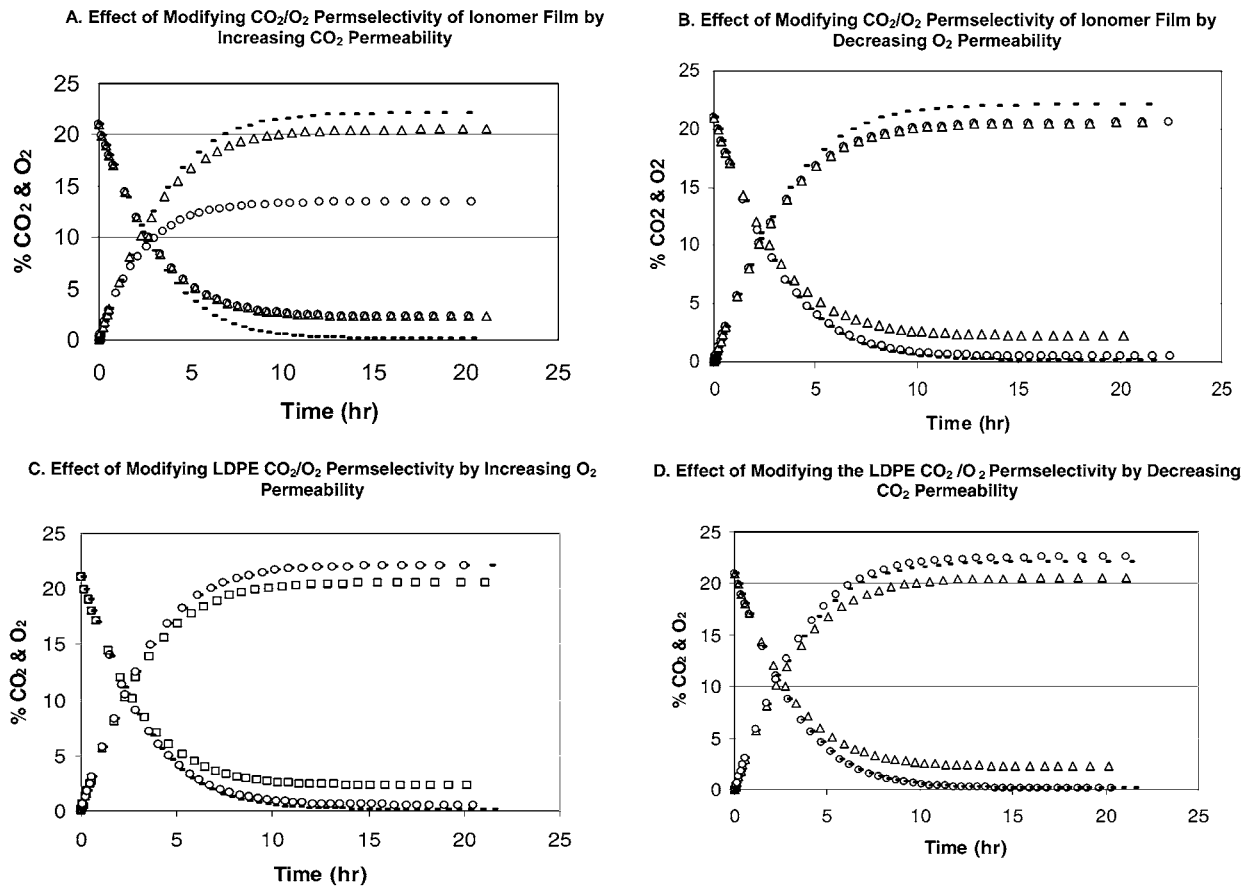 A. Effect of Modifying CO₂/O₂ Permselectivity of Ionomer Film by
Increasing CO₂ Permeability
% CO₂ & O₂
25
20
15
10
5
0
0 5 10 15 20 25
Time (hr)
B. Effect of Modifying CO₂/O₂ Permselectivity of Ionomer Film by
Decreasing O₂ Permeability
% CO2 & O2
25
20
15
10
5
0
0 5 10 15 20 25
Time (hr)
C. Effect of Modifying LDPE CO₂/O₂ Permselectivity by Increasing O₂
Permeability
% CO₂ & O₂
25
20
15
10
5
0
0 5 10 15 20 25
Time (hr)
D. Effect of Modifying the LDPE CO₂ /O ₂ Permselectivity by Decreasing
CO₂ Permeability
% CO₂ & O₂
25
20
15
10
5
0
0 5 10 15 20 25
Time (hr)